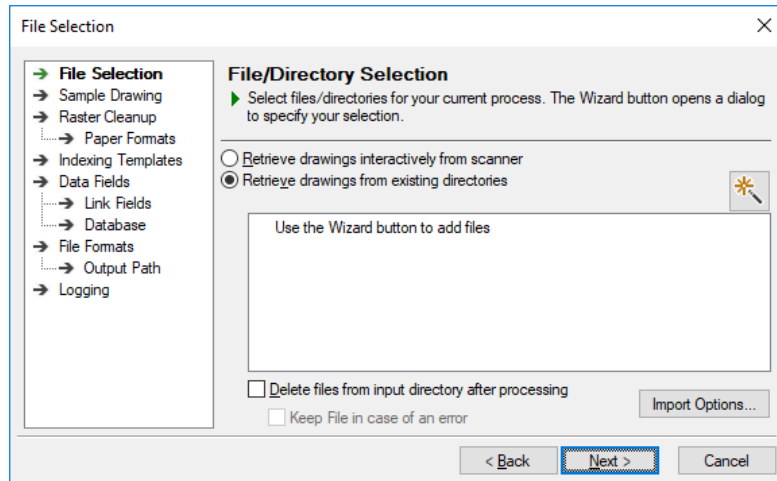 File Selection
File Selection
Sample Drawing
Raster Cleanup
Paper Formats
Indexing Templates
Data Fields
Link Fields
Database
File Formats
Output Path
Logging
File/Directory Selection
Select files/directories for your current process. The Wizard button opens a dialog
to specify your selection.
Retrieve drawings interactively from scanner
Retrieve drawings from existing directories
Use the Wizard button to add files
Delete files from input directory after processing
Keep File in case of an error
Import Options...
< Back
Next >
Cancel